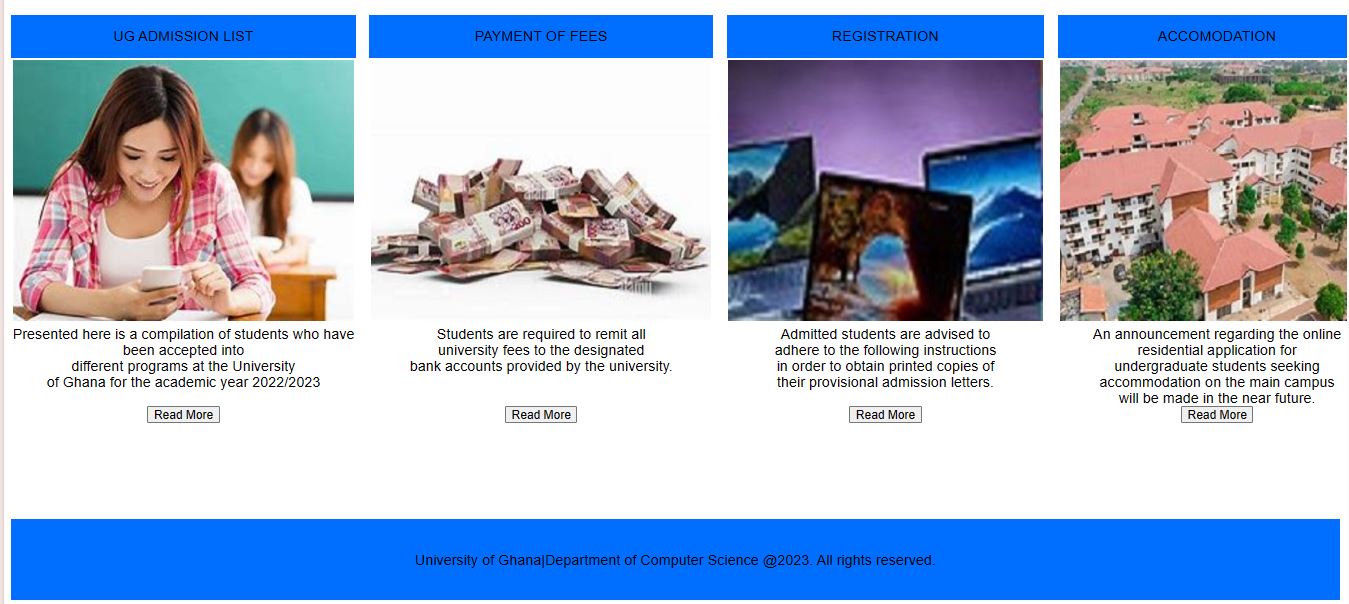 UG ADMISSION LIST
PAYMENT OF FEES
REGISTRATION
ACCOMODATION
Presented here is a compilation of students who have
been accepted into
different programs at the University
of Ghana for the academic year 2022/2023
Read More
Students are required to remit all
university fees to the designated
bank accounts provided by the university.
Read More
Admitted students are advised to
adhere to the following instructions
in order to obtain printed copies of
their provisional admission letters.
Read More
An announcement regarding the online
residential application for
undergraduate students seeking
accommodation on the main campus
will be made in the near future.
Read More
University of Ghana|Department of Computer Science @2023. All rights reserved.